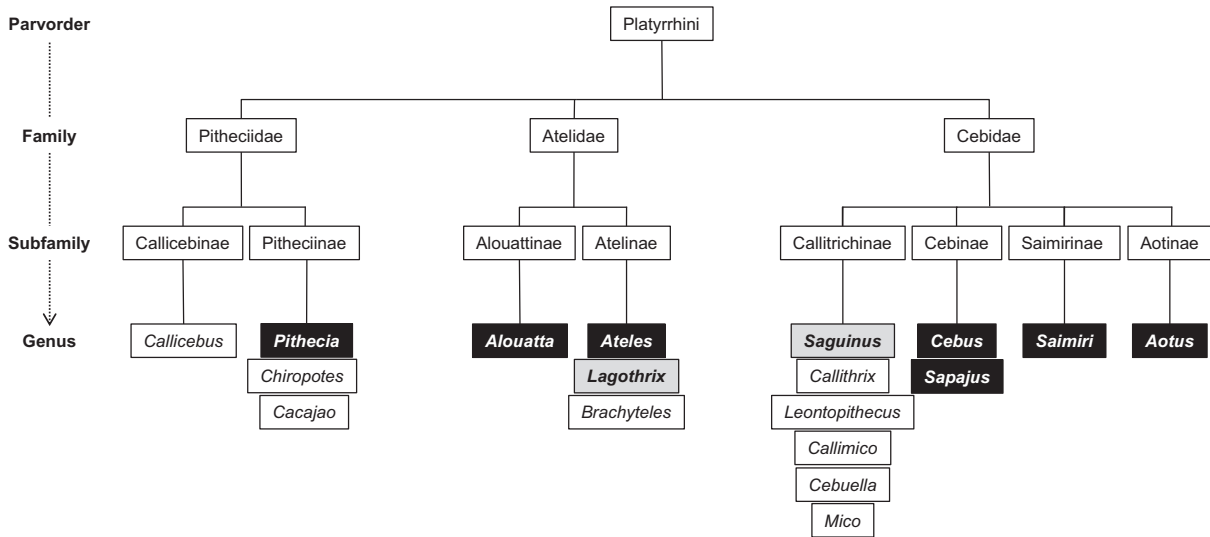 Parvorder
Platyrrhini
Family
Pitheciidae
Atelidae
Cebidae
Subfamily
Callicebinae
Pitheciinae
Alouattinae
Atelinae
Callitrichinae
Cebinae
Saimirinae
Aotinae
Genus
Callicebus
Pithecia
Alouatta
Ateles
Saguinus
Cebus
Saimiri
Aotus
Chiropotes
Lagothrix
Callithrix
Sapajus
Cacajao
Brachyteles
Leontopithecus
Callimico
Cebuella
Mico